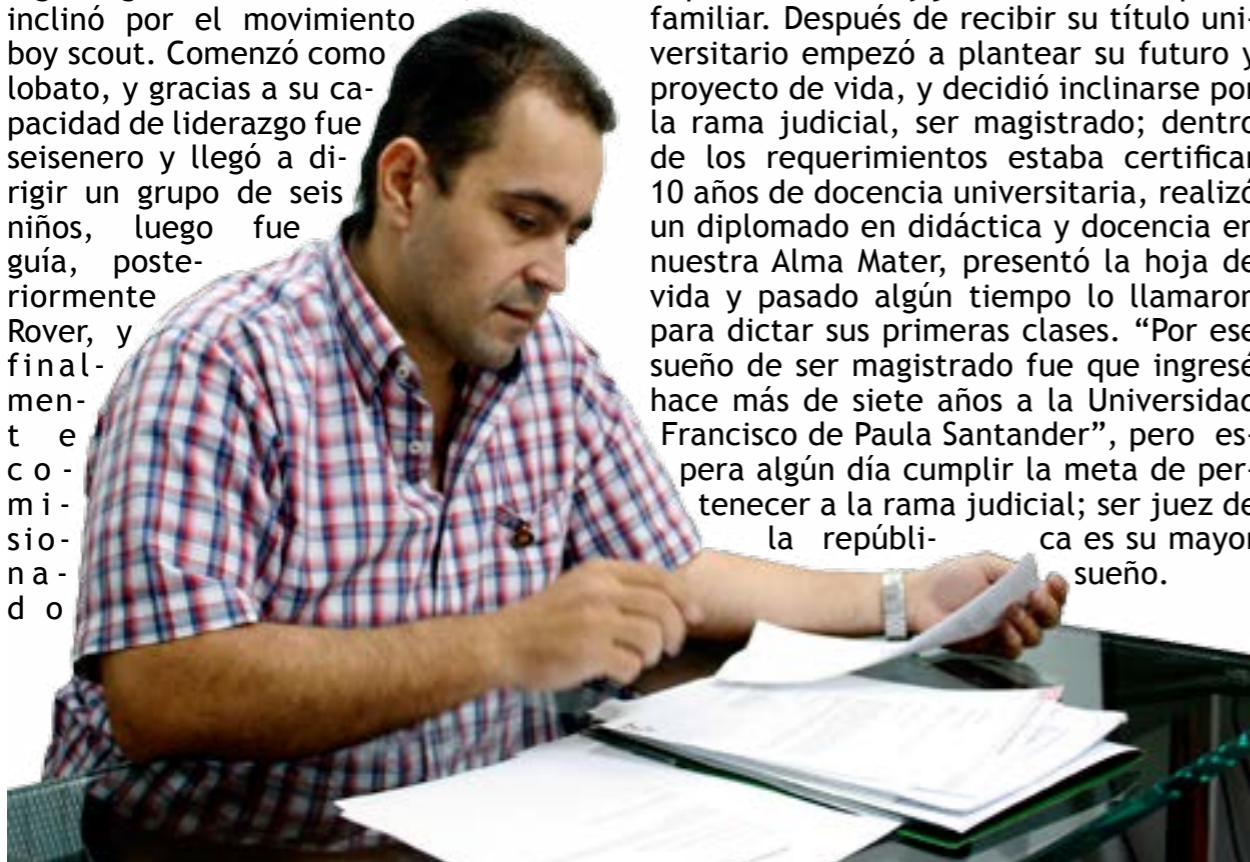 inclinó por el movimiento
boy scout. Comenzó como
lobato, y gracias a su ca-
pacidad de liderazgo fue
seisenero y llegó a di-
rigir un grupo de seis
niños, luego fue
guía, poste-
riormente
Rover, y
final-
men-
t e
co-
mi-
sio-
na-
d o
familiar. Después de recibir su título uni-
versitario empezó a plantear su futuro y
proyecto de vida, y decidió inclinarse por
la rama judicial, ser magistrado; dentro
de los requerimientos estaba certificar
10 años de docencia universitaria, realizó
un diplomado en didáctica y docencia en
nuestra Alma Mater, presentó la hoja de
vida y pasado algún tiempo lo llamaron
para dictar sus primeras clases. “Por ese
sueño de ser magistrado fue que ingresé
hace más de siete años a la Universidad
Francisco de Paula Santander”, pero es-
pera algún día cumplir la meta de per-
tenecer a la rama judicial; ser juez de
la repúbli- ca es su mayor
sueño.